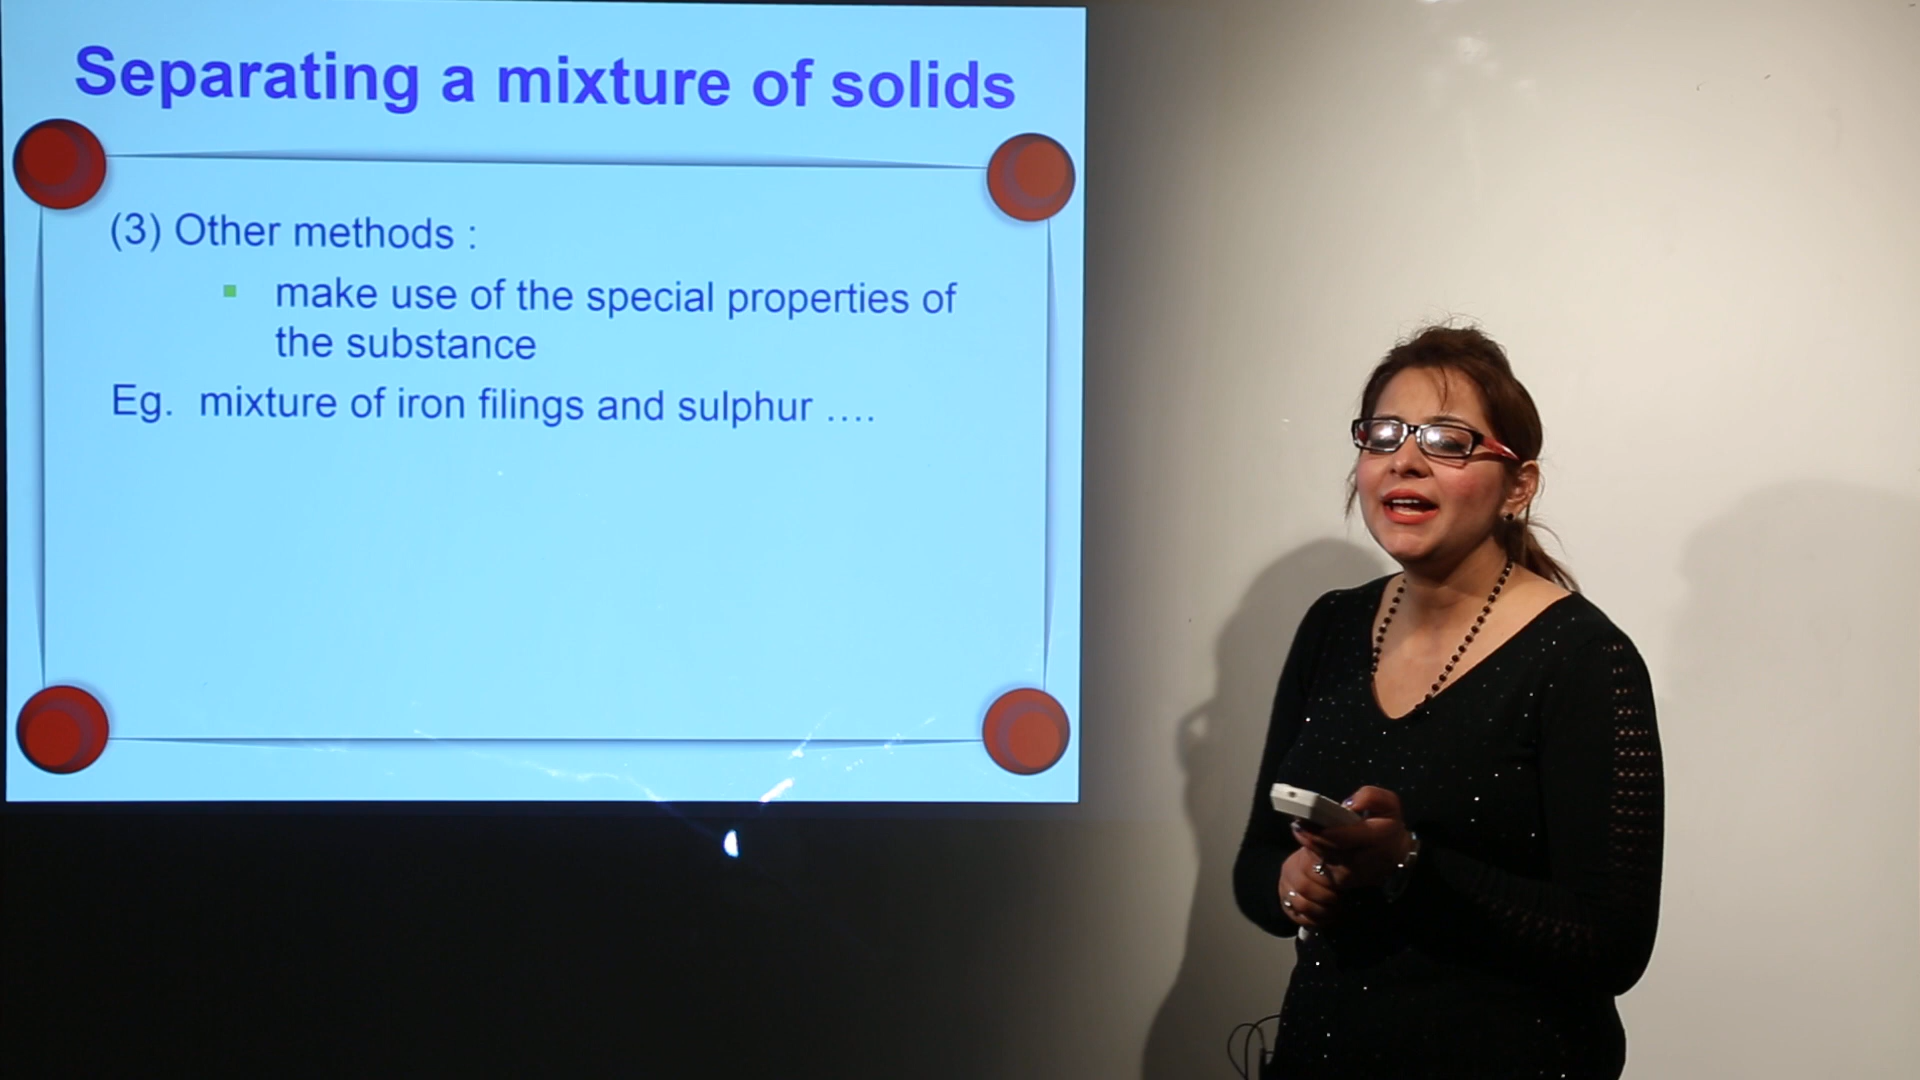 Separating a mixture of solids
(3) Other methods :
make use of the special properties of
the substance
Eg. mixture of iron filings and sulphur ....